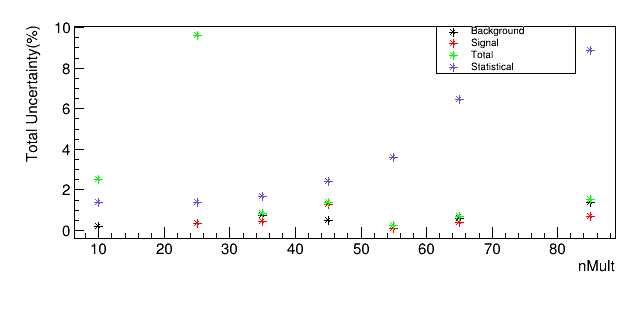 10
Total Uncertainty(%)
8
6
4
2
0
Background
Signal
Total
Statistical
10 20 30 40 50 60 70 80
nMult